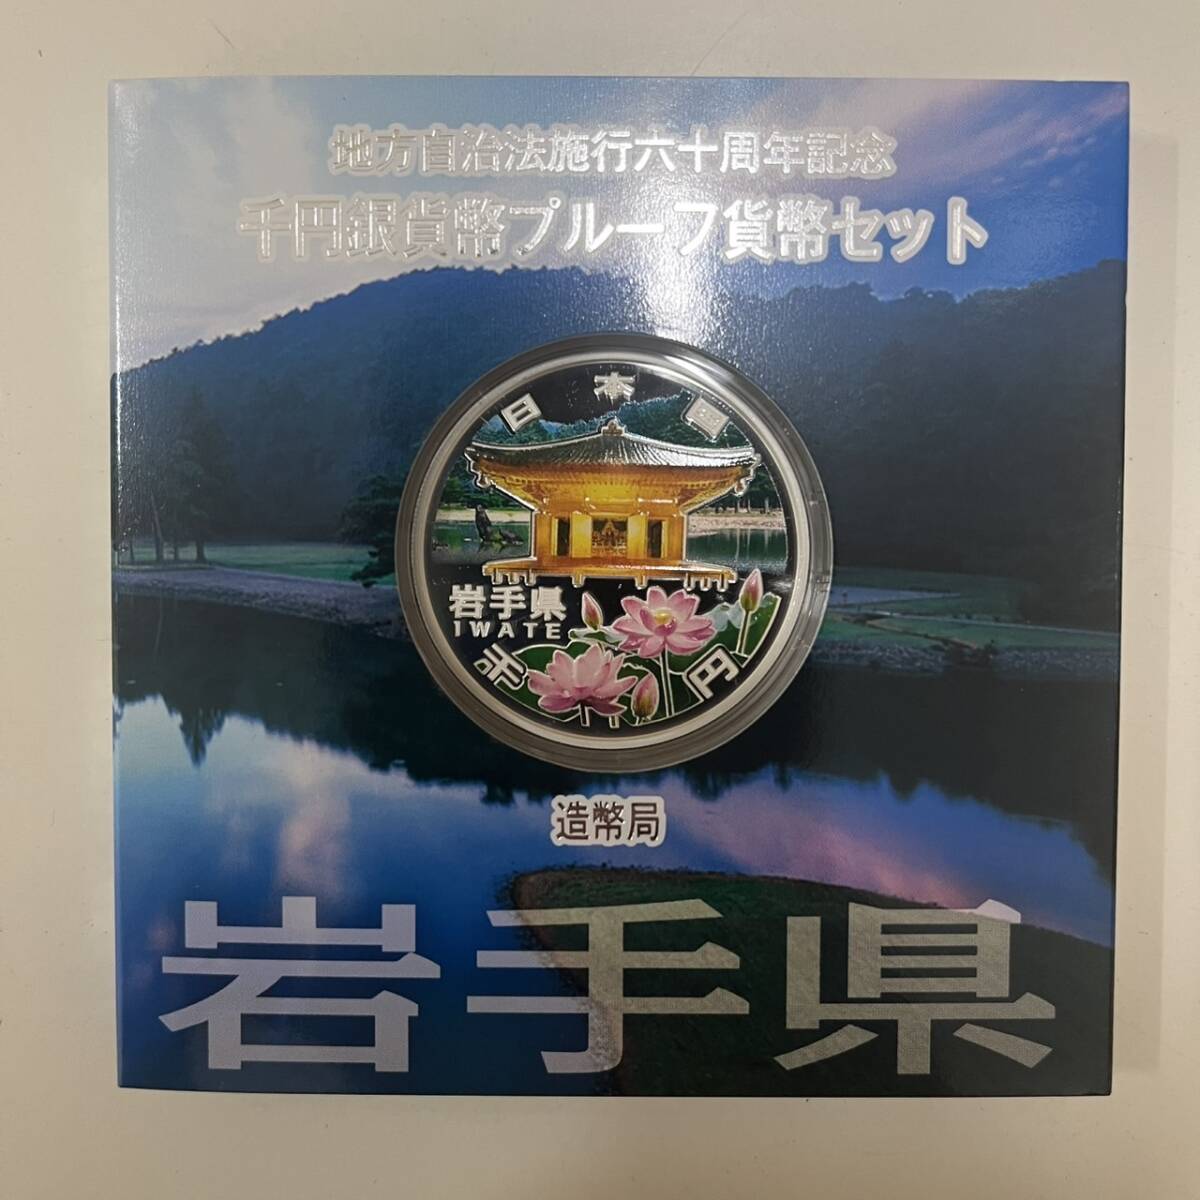 地方自治法施行六十周年記念
千円銀貨幣プルーフ貨幣セット
日本国
岩手県
IWATE
千円
造幣局
岩手県